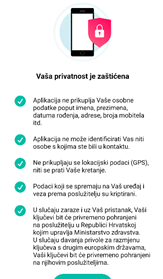 Vaša privatnost je zaštićena
Aplikacija ne prikuplja Vaše osobne
podatke poput imena, prezimena,
datuma rođenja, adrese, broja mobitela
itd.
Aplikacija ne može identificirati Vas niti
osobe s kojima ste bili u kontaktu.
Ne prikupljaju se lokacijski podaci (GPS),
niti se prati Vaše kretanje.
Podaci koji se spremaju na Vaš uređaj i
veza prema poslužitelju su kriptirani.
U slučaju zaraze i uz Vaš pristanak, Vaši
ključevi bit će privremeno pohranjeni
na poslužitelju u Republici Hrvatskoj
kojim upravlja Ministarstvo zdravstva.
U slučaju davanja privole za razmjenu
ključeva s drugim europskim državama,
Vaši ključevi bit će privremeno pohranjeni
na njihovim poslužiteljima.